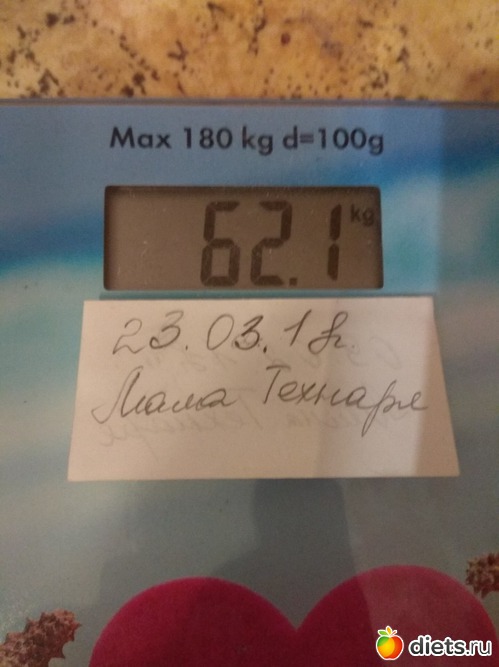 Max 180 kg d=100g
62.1 kg
23.03.18г.
Мама Технаря
diets.ru